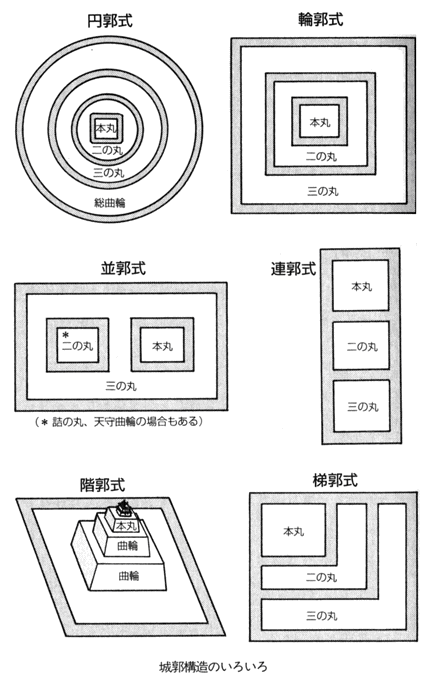 円郭式
本丸
二の丸
三の丸
総曲輪
輪郭式
本丸
二の丸
三の丸
並郭式
*
二の丸
本丸
三の丸
(* 詰の丸、天守曲輪の場合もある)
連郭式
本丸
二の丸
三の丸
階郭式
本丸
曲輪
曲輪
梯郭式
本丸
二の丸
三の丸
城郭構造のいろいろ